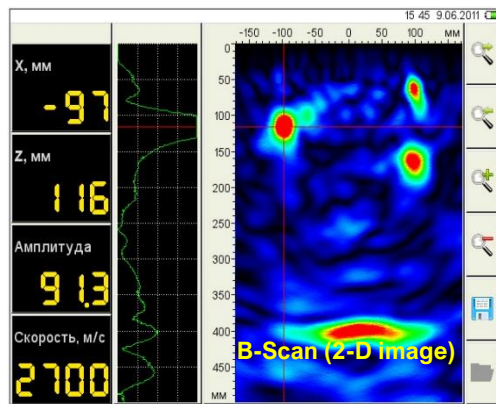 15 45 9.06.2011
X, мм
-97
Z, мм
116
Амплитуда
91.3
Скорость, м/с
2700
-150 -100 -50 0 50 100 мм
0
50
100
150
200
250
300
350
400
450
мм
B-Scan (2-D image)